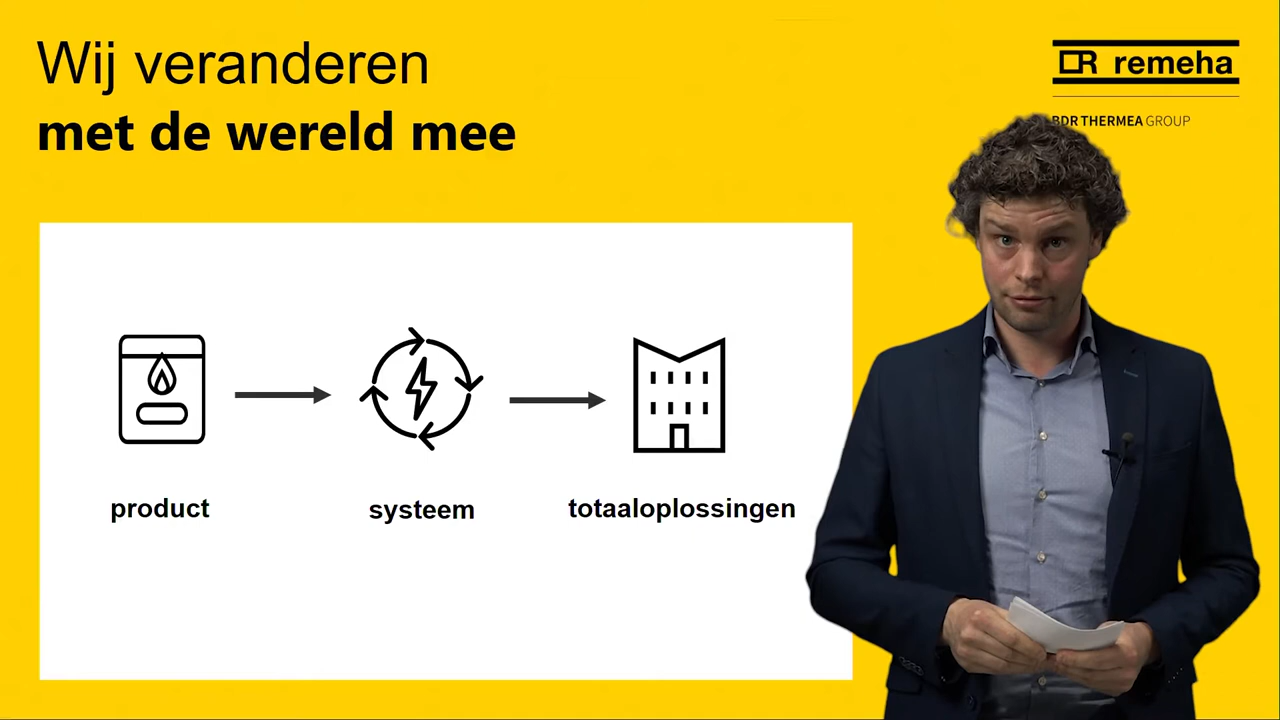 Wij veranderen
met de wereld mee
remeha
BDR THERMEA GROUP
product
systeem
totaaloplossingen